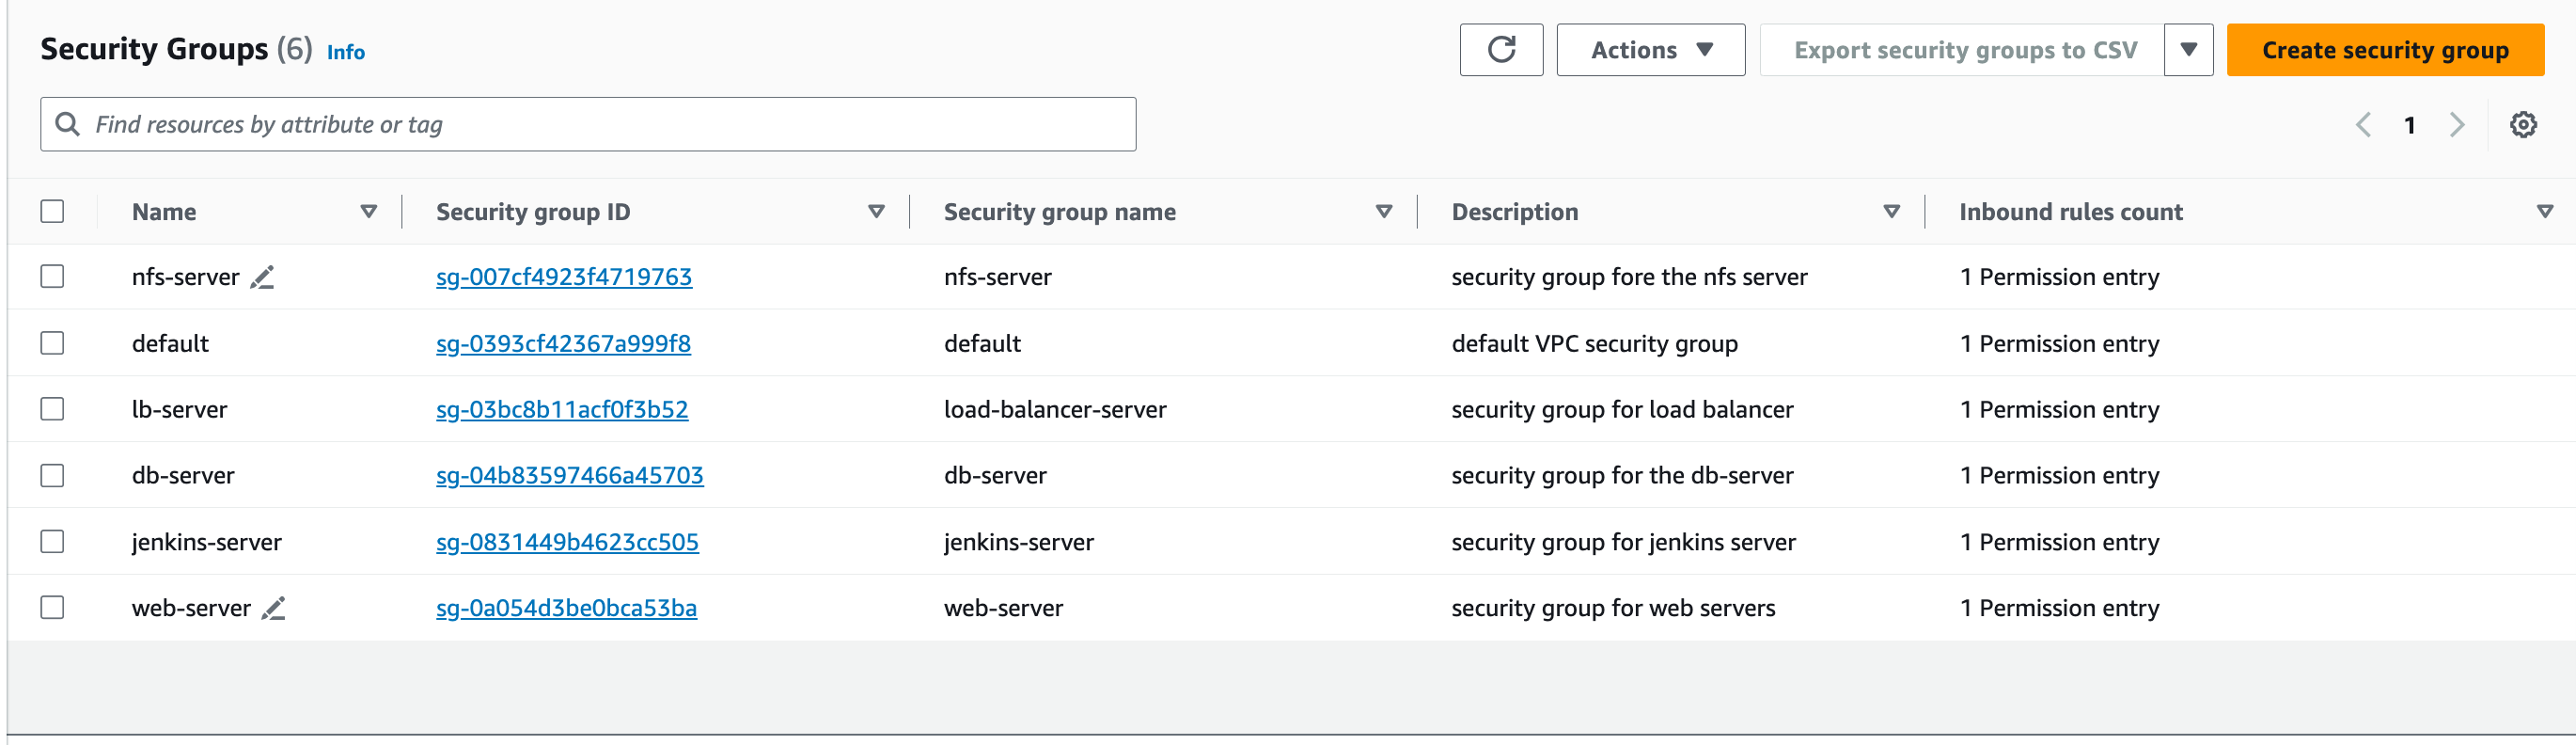 Security Groups (6) Info
Actions
Export security groups to CSV
Create security group
Find resources by attribute or tag
1
Name Security group ID Security group name Description Inbound rules count
nfs-server sg-007cf4923f4719763 nfs-server security group fore the nfs server 1 Permission entry
default sg-0393cf42367a999f8 default default VPC security group 1 Permission entry
lb-server sg-03bc8b11acf0f3b52 load-balancer-server security group for load balancer 1 Permission entry
db-server sg-04b83597466a45703 db-server security group for the db-server 1 Permission entry
jenkins-server sg-0831449b4623cc505 jenkins-server security group for jenkins server 1 Permission entry
web-server sg-0a054d3be0bca53ba web-server security group for web servers 1 Permission entry